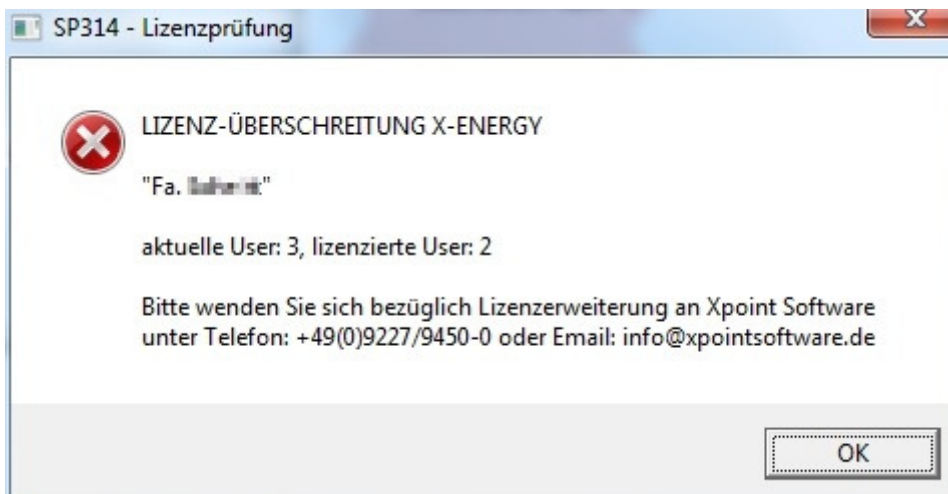 SP314 - Lizenzprüfung
LIZENZ-ÜBERSCHREITUNG X-ENERGY
"Fa. "
aktuelle User: 3, lizenzierte User: 2
Bitte wenden Sie sich bezüglich Lizenzerweiterung an Xpoint Software
unter Telefon: +49(0)9227/9450-0 oder Email: info@xpointsoftware.de
OK